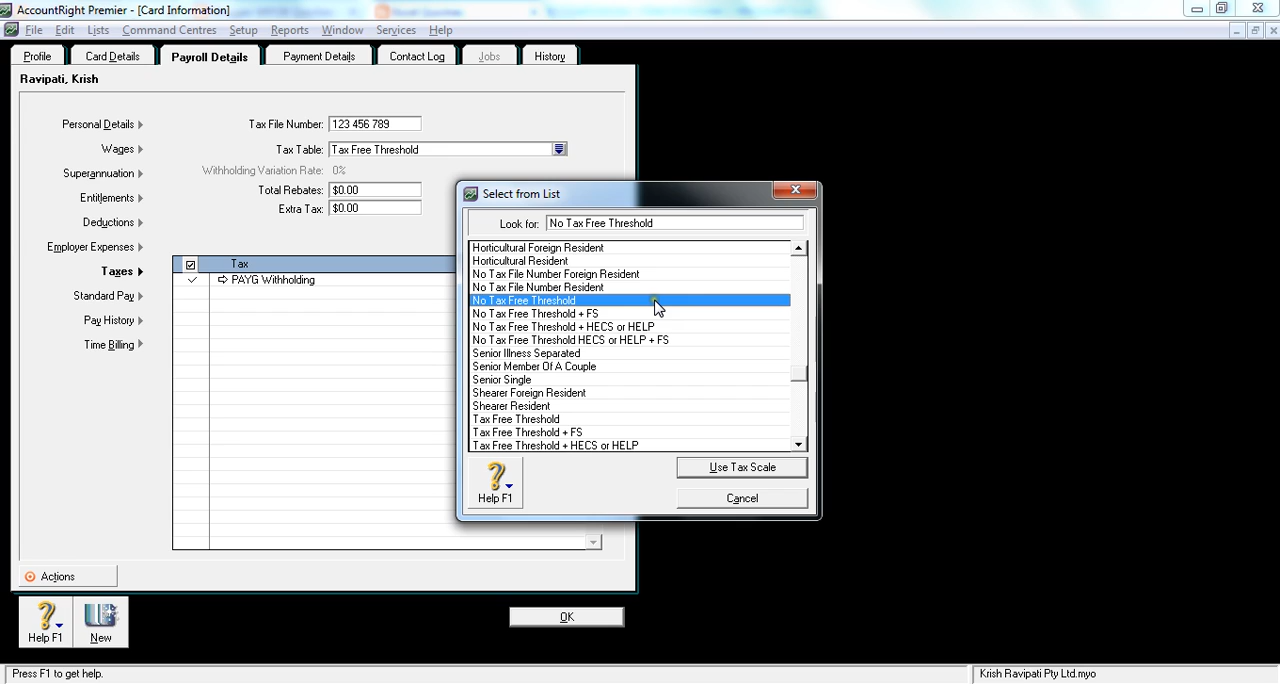 AccountRight Premier - [Card Information]
File Edit Lists Command Centres Setup Reports Window Services Help
Profile Card Details Payroll Details Payment Details Contact Log Jobs History
Ravipati, Krish
Personal Details
Wages
Superannuation
Entitlements
Deductions
Employer Expenses
Taxes
Standard Pay
Pay History
Time Billing
Tax File Number: 123 456 789
Tax Table: Tax Free Threshold
Withholding Variation Rate: 0%
Total Rebates: $0.00
Extra Tax: $0.00
Tax
PAYG Withholding
Select from List
Look for: No Tax Free Threshold
Horticultural Foreign Resident
Horticultural Resident
No Tax File Number Foreign Resident
No Tax File Number Resident
No Tax Free Threshold
No Tax Free Threshold + FS
No Tax Free Threshold + HECS or HELP
No Tax Free Threshold HECS or HELP + FS
Senior Illness Separated
Senior Member Of A Couple
Senior Single
Shearer Foreign Resident
Shearer Resident
Tax Free Threshold
Tax Free Threshold + FS
Tax Free Threshold + HECS or HELP
Help F1
Use Tax Scale
Cancel
Actions
Help F1
New
OK
Press F1 to get help.
Krish Ravipati Pty Ltd.myo